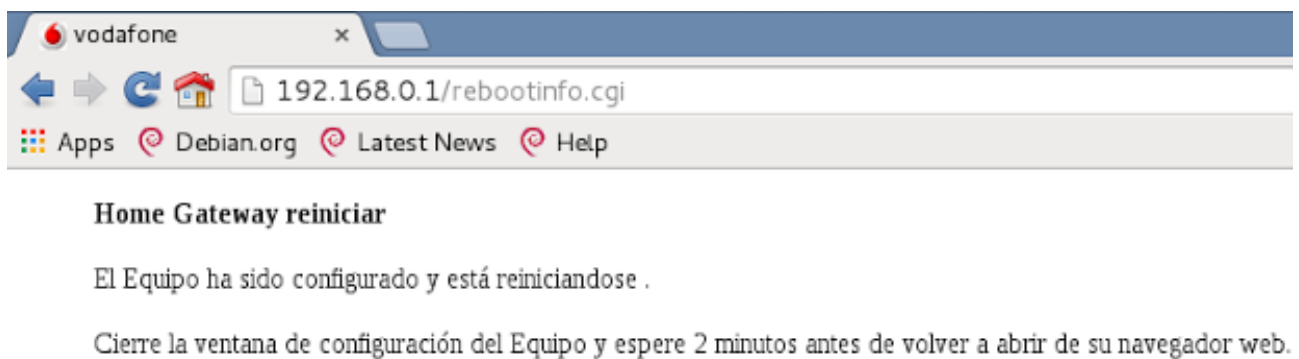 vodafone
192.168.0.1/rebootinfo.cgi
Apps Debian.org Latest News Help
Home Gateway reiniciar
El Equipo ha sido configurado y está reiniciandose .
Cierre la ventana de configuración del Equipo y espere 2 minutos antes de volver a abrir de su navegador web.